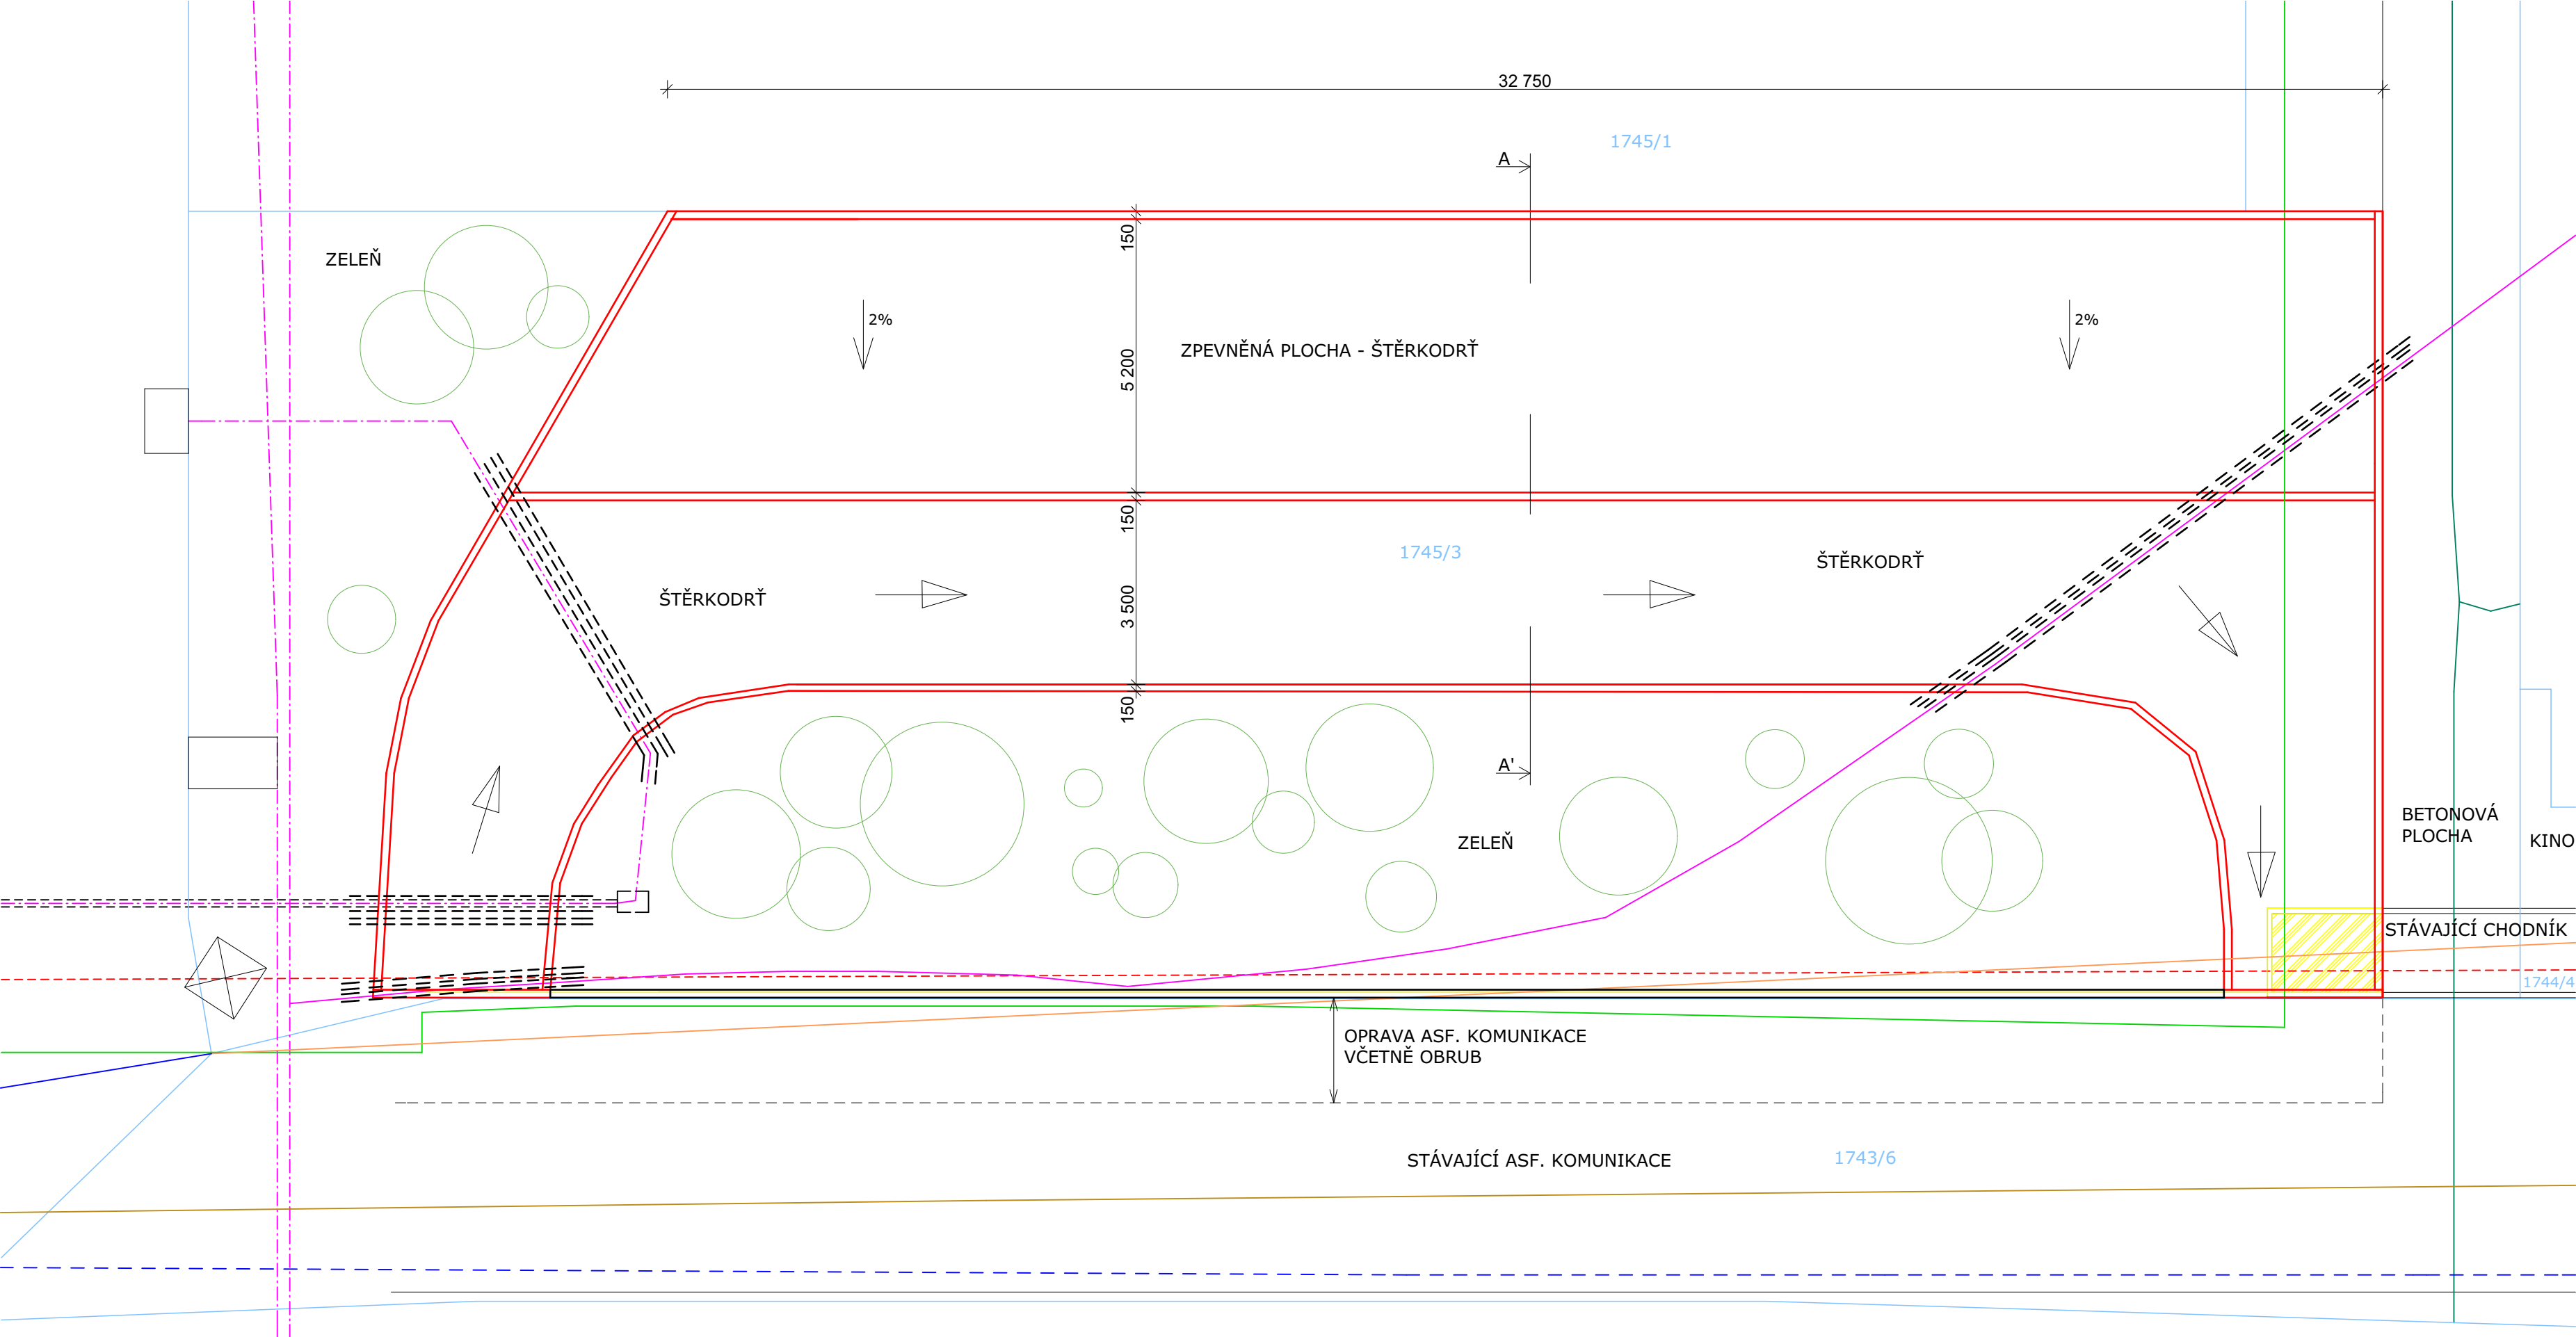 32 750
1745/1
A
150
ZELEŇ
2%
2%
ZPEVNĚNÁ PLOCHA - ŠTĚRKODRŤ
5 200
150
1745/3
ŠTĚRKODRŤ
ŠTĚRKODRŤ
3 500
150
A'
ZELEŇ
BETONOVÁ
PLOCHA
KINO
STÁVAJÍCÍ CHODNÍK
1744/4
OPRAVA ASF. KOMUNIKACE
VČETNĚ OBRUB
STÁVAJÍCÍ ASF. KOMUNIKACE
1743/6